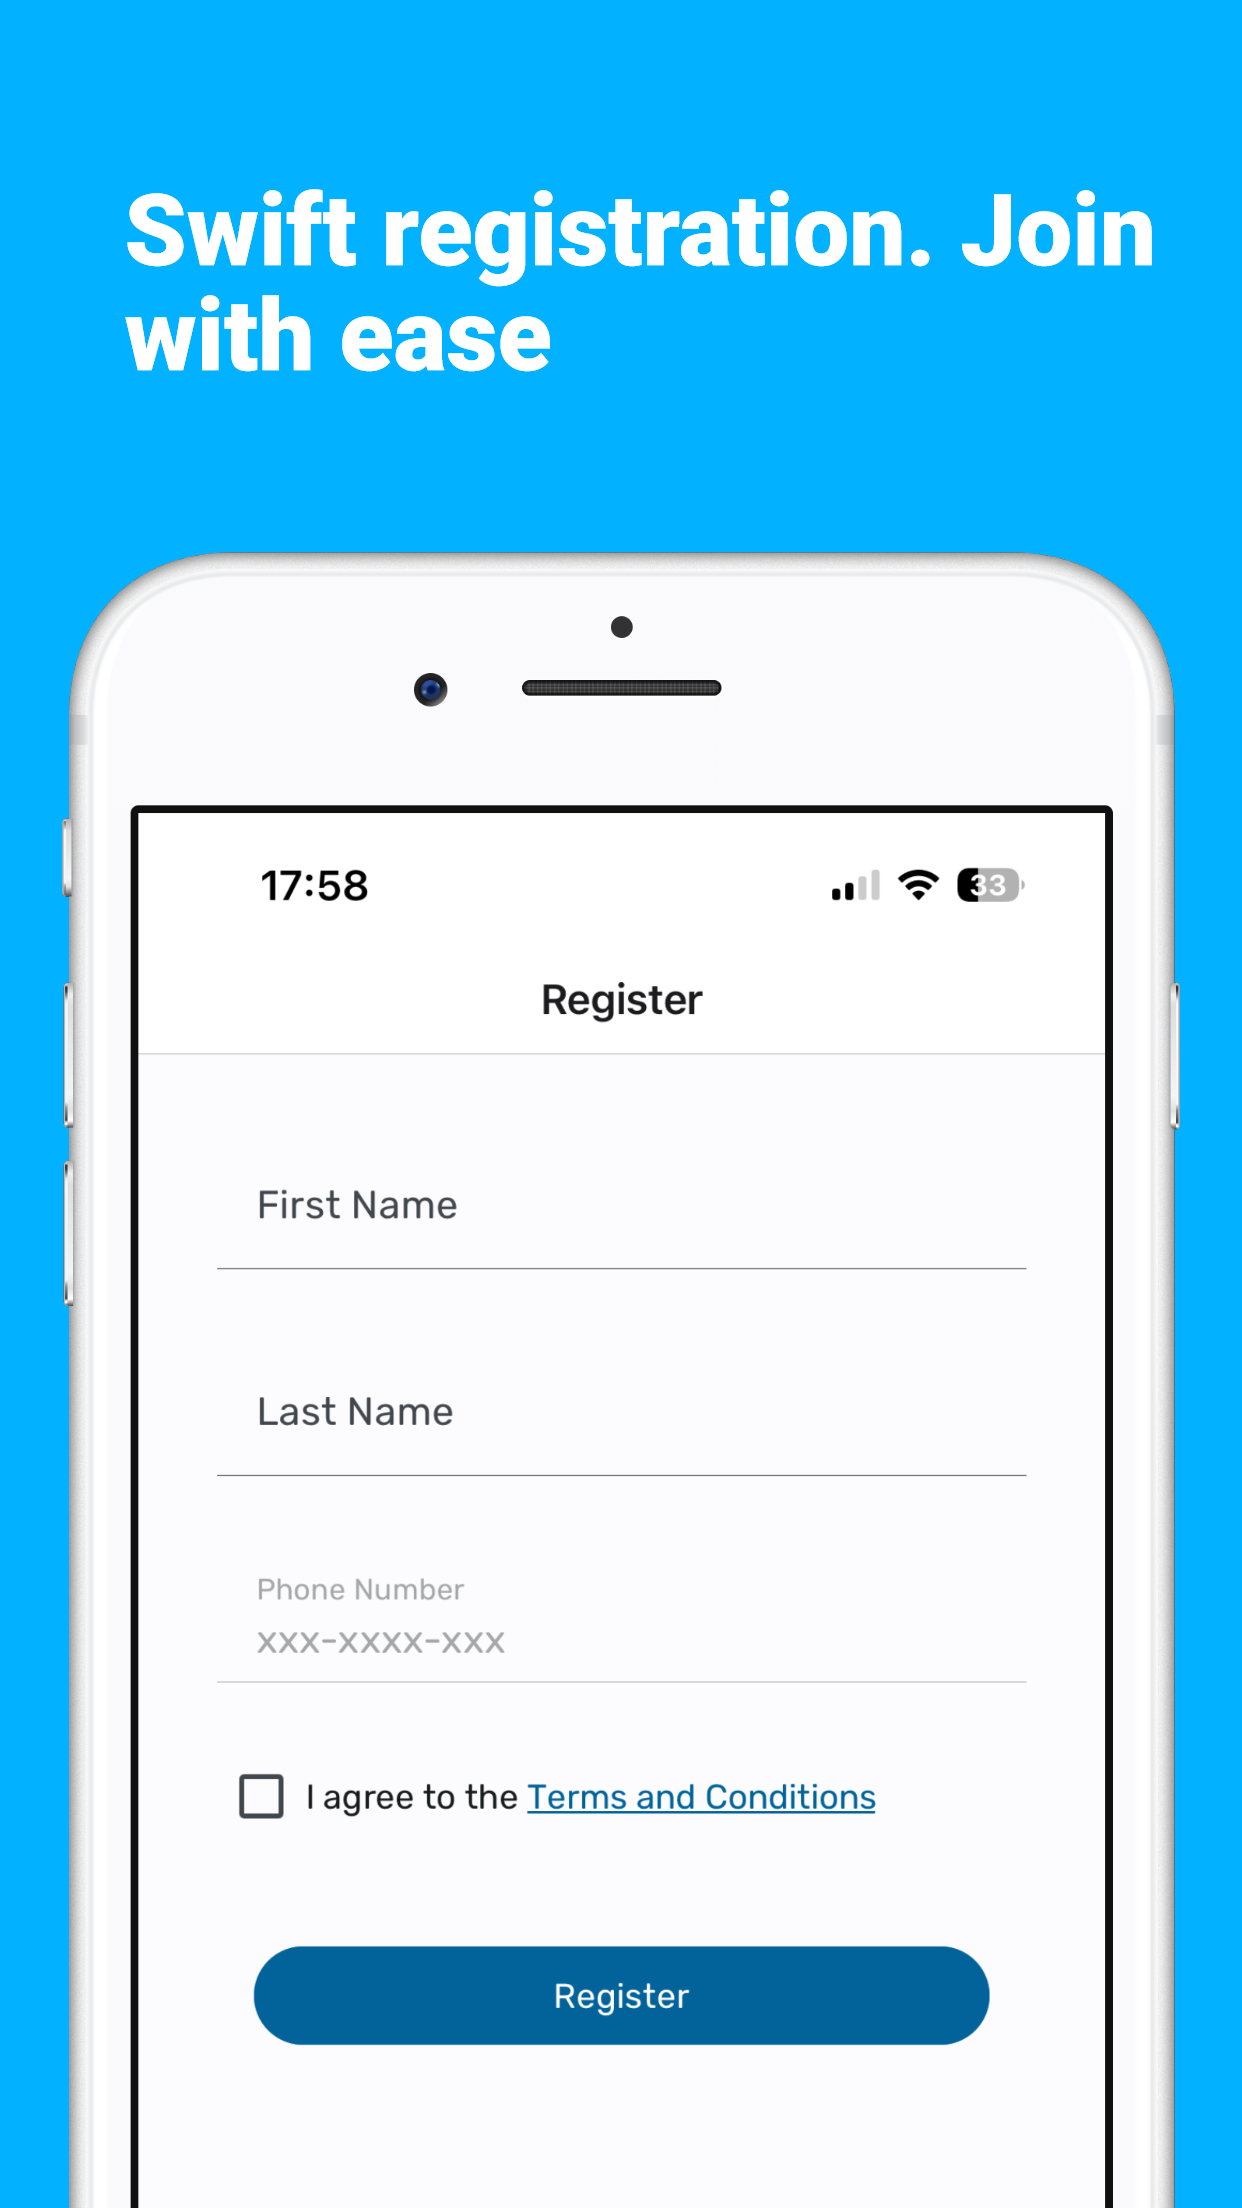 Swift registration. Join
with ease
17:58
33
Register
First Name
Last Name
Phone Number
xxx-xxxx-xxx
I agree to the Terms and Conditions
Register